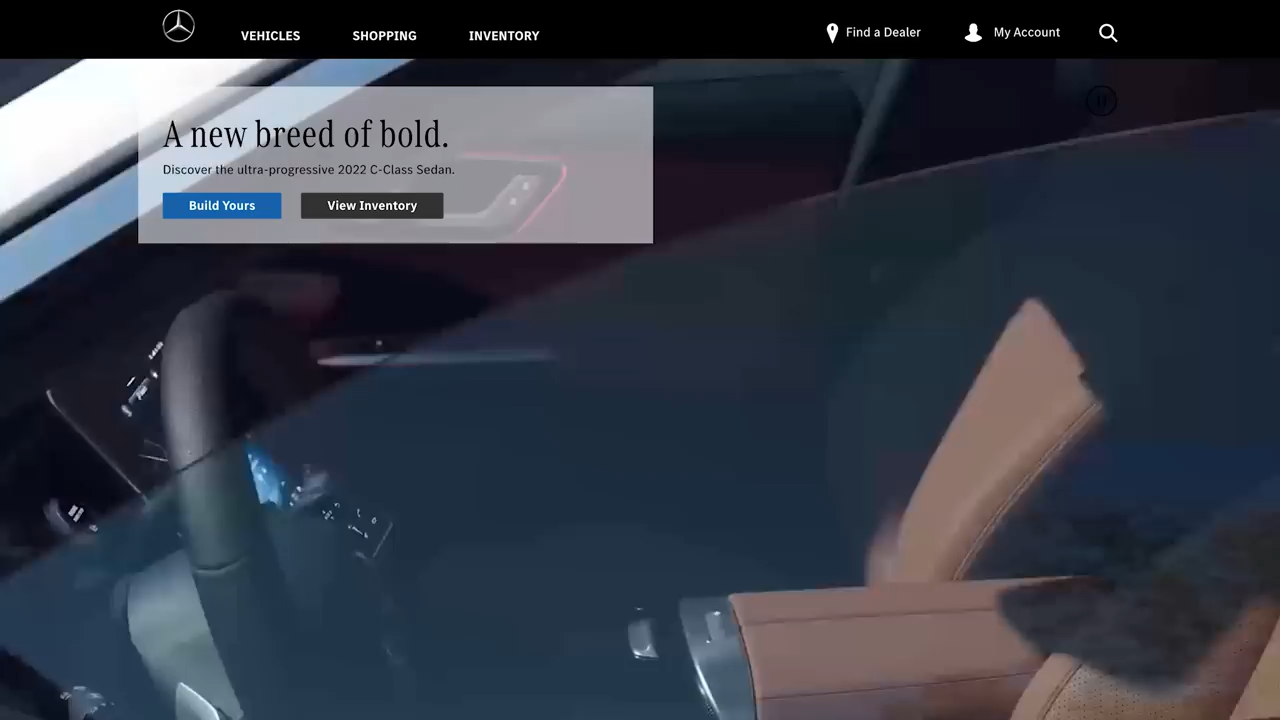 VEHICLES
SHOPPING
INVENTORY
Find a Dealer
My Account
A new breed of bold.
Discover the ultra-progressive 2022 C-Class Sedan.
Build Yours
View Inventory